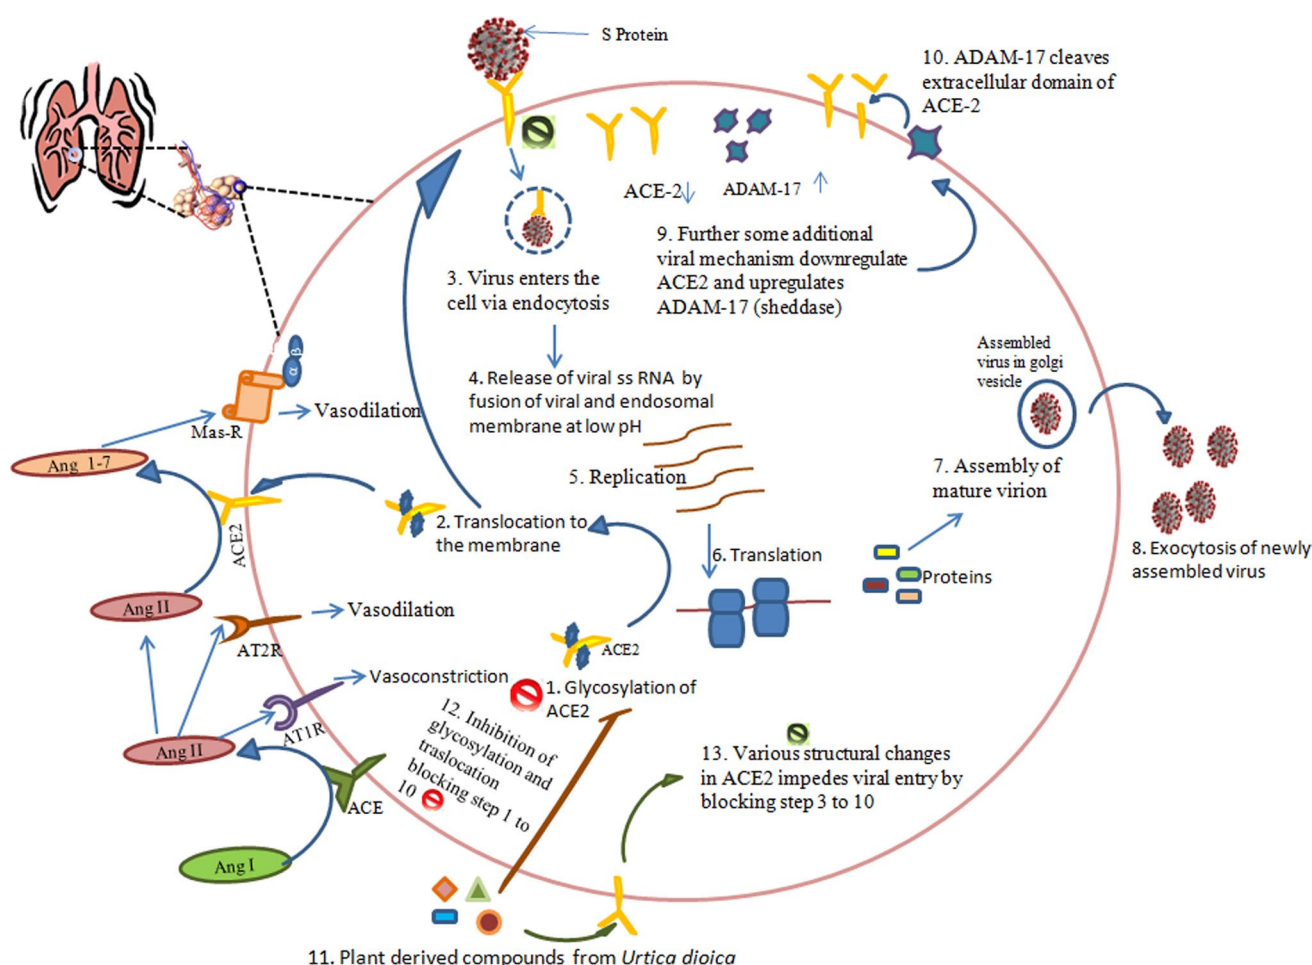 S Protein
10. ADAM-17 cleaves
extracellular domain of
ACE-2
ACE-2
ADAM-17
9. Further some additional
viral mechanism downregulate
ACE2 and upregulates
ADAM-17 (sheddase)
3. Virus enters the
cell via endocytosis
4. Release of viral ss RNA by
fusion of viral and endosomal
membrane at low pH
5. Replication
Assembled
virus in golgi
vesicle
7. Assembly of
mature virion
8. Exocytosis of newly
assembled virus
α β
Mas-R
Vasodilation
Ang 1-7
ACE2
2. Translocation to
the membrane
6. Translation
Proteins
Ang II
AT2R
Vasodilation
ACE2
1. Glycosylation of
ACE2
Vasoconstriction
AT1R
Ang II
ACE
Ang I
12. Inhibition of
glycosylation and
traslocation
blocking step 1 to
10
13. Various structural changes
in ACE2 impedes viral entry by
blocking step 3 to 10
11. Plant derived compounds from Urtica dioica